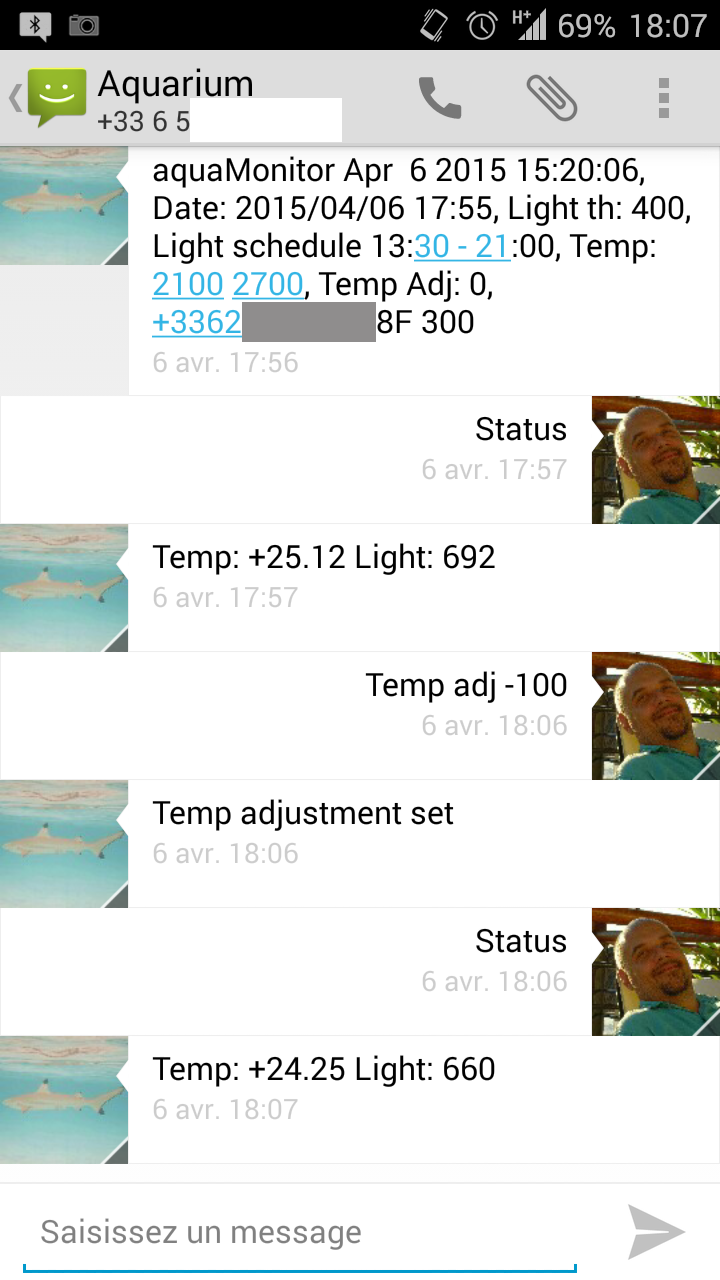 69% 18:07
Aquarium
+33 6 5
aquaMonitor Apr  6 2015 15:20:06,
Date: 2015/04/06 17:55, Light th: 400,
Light schedule 13:30 - 21:00, Temp:
2100 2700, Temp Adj: 0,
+3362 8F 300
6 avr. 17:56
Status
6 avr. 17:57
Temp: +25.12 Light: 692
6 avr. 17:57
Temp adj -100
6 avr. 18:06
Temp adjustment set
6 avr. 18:06
Status
6 avr. 18:06
Temp: +24.25 Light: 660
6 avr. 18:07
Saisissez un message